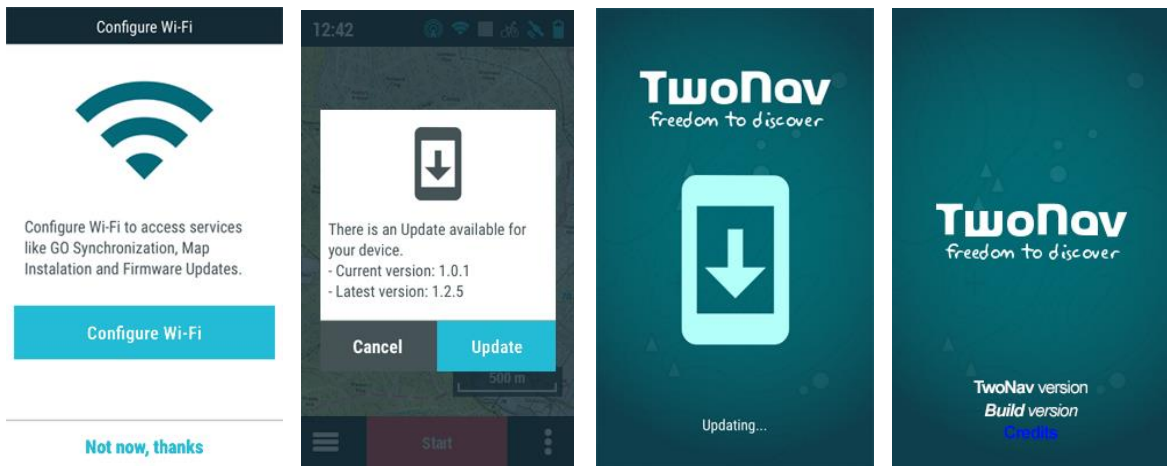 Configure Wi-Fi
Configure Wi-Fi to access services
like GO Synchronization, Map
Instalation and Firmware Updates.
Configure Wi-Fi
Not now, thanks
12:42
There is an Update available for
your device.
- Current version: 1.0.1
- Latest version: 1.2.5
Cancel
Update
500 m
Start
TwoNav
freedom to discover
Updating...
TwoNav
freedom to discover
TwoNav version
Build version
Credits